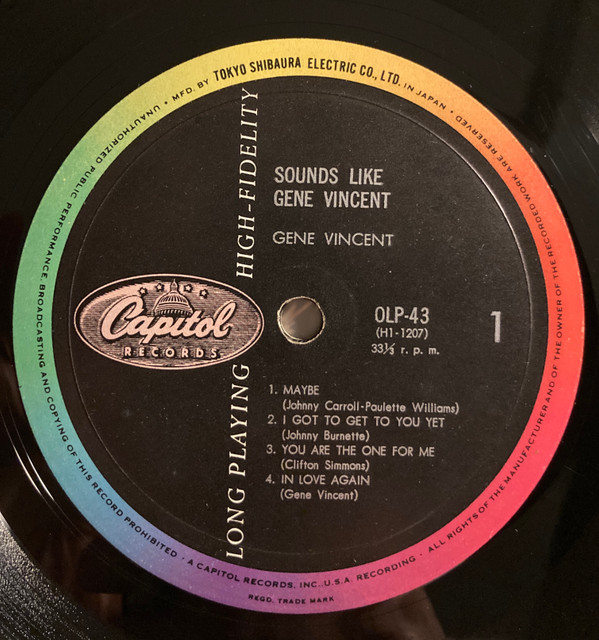 MFD. BY TOKYO SHIBAURA ELECTRIC CO., LTD. IN JAPAN
ALL RIGHTS OF THE MANUFACTURER AND OF THE OWNER OF THE RECORDED WORK ARE RESERVED
UNAUTHORIZED PUBLIC PERFORMANCE, BROADCASTING AND COPYING OF THIS RECORD PROHIBITED
A CAPITOL RECORDS, INC., U.S.A. RECORDING
REGD. TRADE MARK
LONG PLAYING HIGH-FIDELITY
SOUNDS LIKE
GENE VINCENT
GENE VINCENT
Capitol
RECORDS
OLP-43
(H1-1207)
33⅓ r. p. m.
1
1. MAYBE
(Johnny Carroll-Paulette Williams)
2. I GOT TO GET TO YOU YET
(Johnny Burnette)
3. YOU ARE THE ONE FOR ME
(Clifton Simmons)
4. IN LOVE AGAIN
(Gene Vincent)